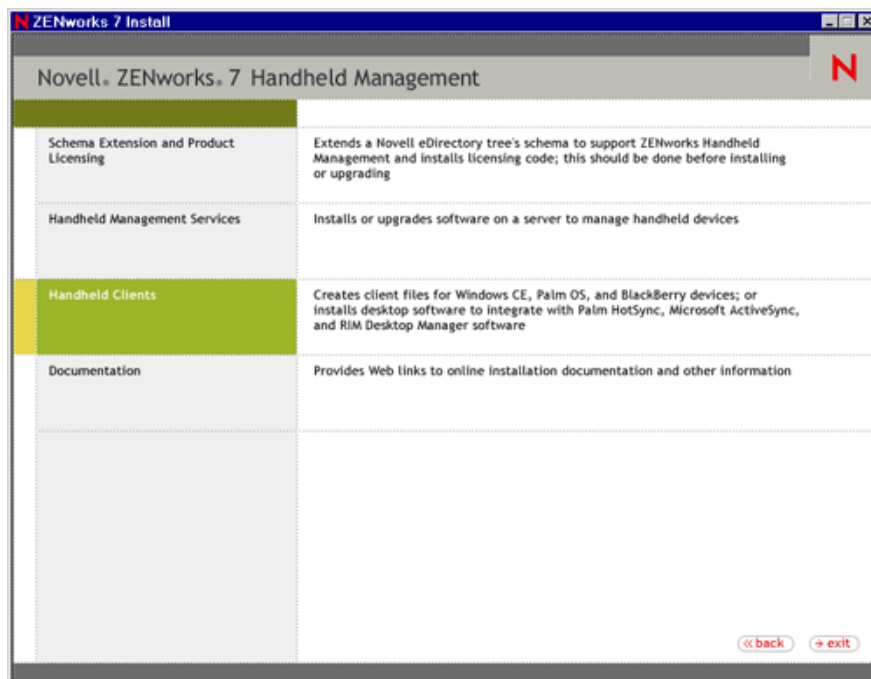 ZENworks 7 Install
Novell. ZENworks. 7 Handheld Management
Schema Extension and Product
Licensing
Extends a Novell eDirectory tree's schema to support ZENworks Handheld
Management and installs licensing code; this should be done before installing
or upgrading
Handheld Management Services
Installs or upgrades software on a server to manage handheld devices
Handheld Clients
Creates client files for Windows CE, Palm OS, and BlackBerry devices; or
installs desktop software to integrate with Palm HotSync, Microsoft ActiveSync,
and RIM Desktop Manager software
Documentation
Provides Web links to online installation documentation and other information
«back
→ exit